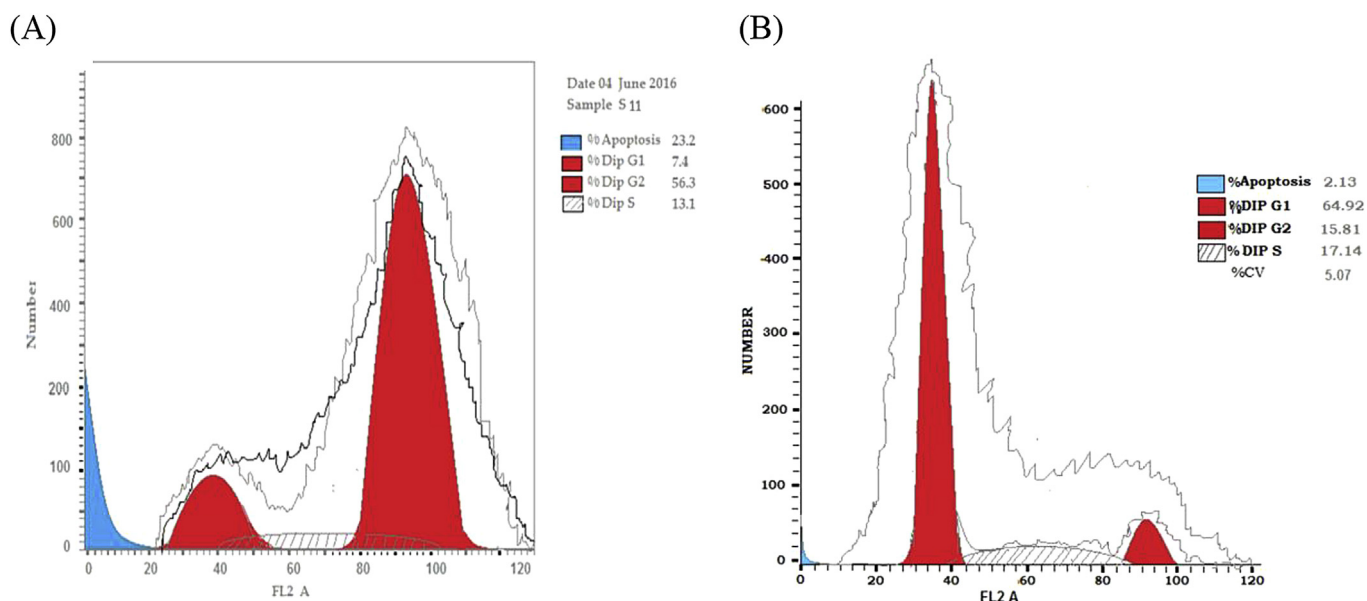 (A)
(B)
Date 04 June 2016
Sample S 11
% Apoptosis 23.2
% Dip G1 7.4
% Dip G2 56.3
% Dip S 13.1
Number
800
600
400
200
100
0
0 20 40 60 80 100 120
FL2 A
%Apoptosis 2.13
%DIP G1 64.92
%DIP G2 15.81
% DIP S 17.14
%CV 5.07
NUMBER
600
500
400
300
200
100
0
0 20 40 60 80 100 120
FL2 A